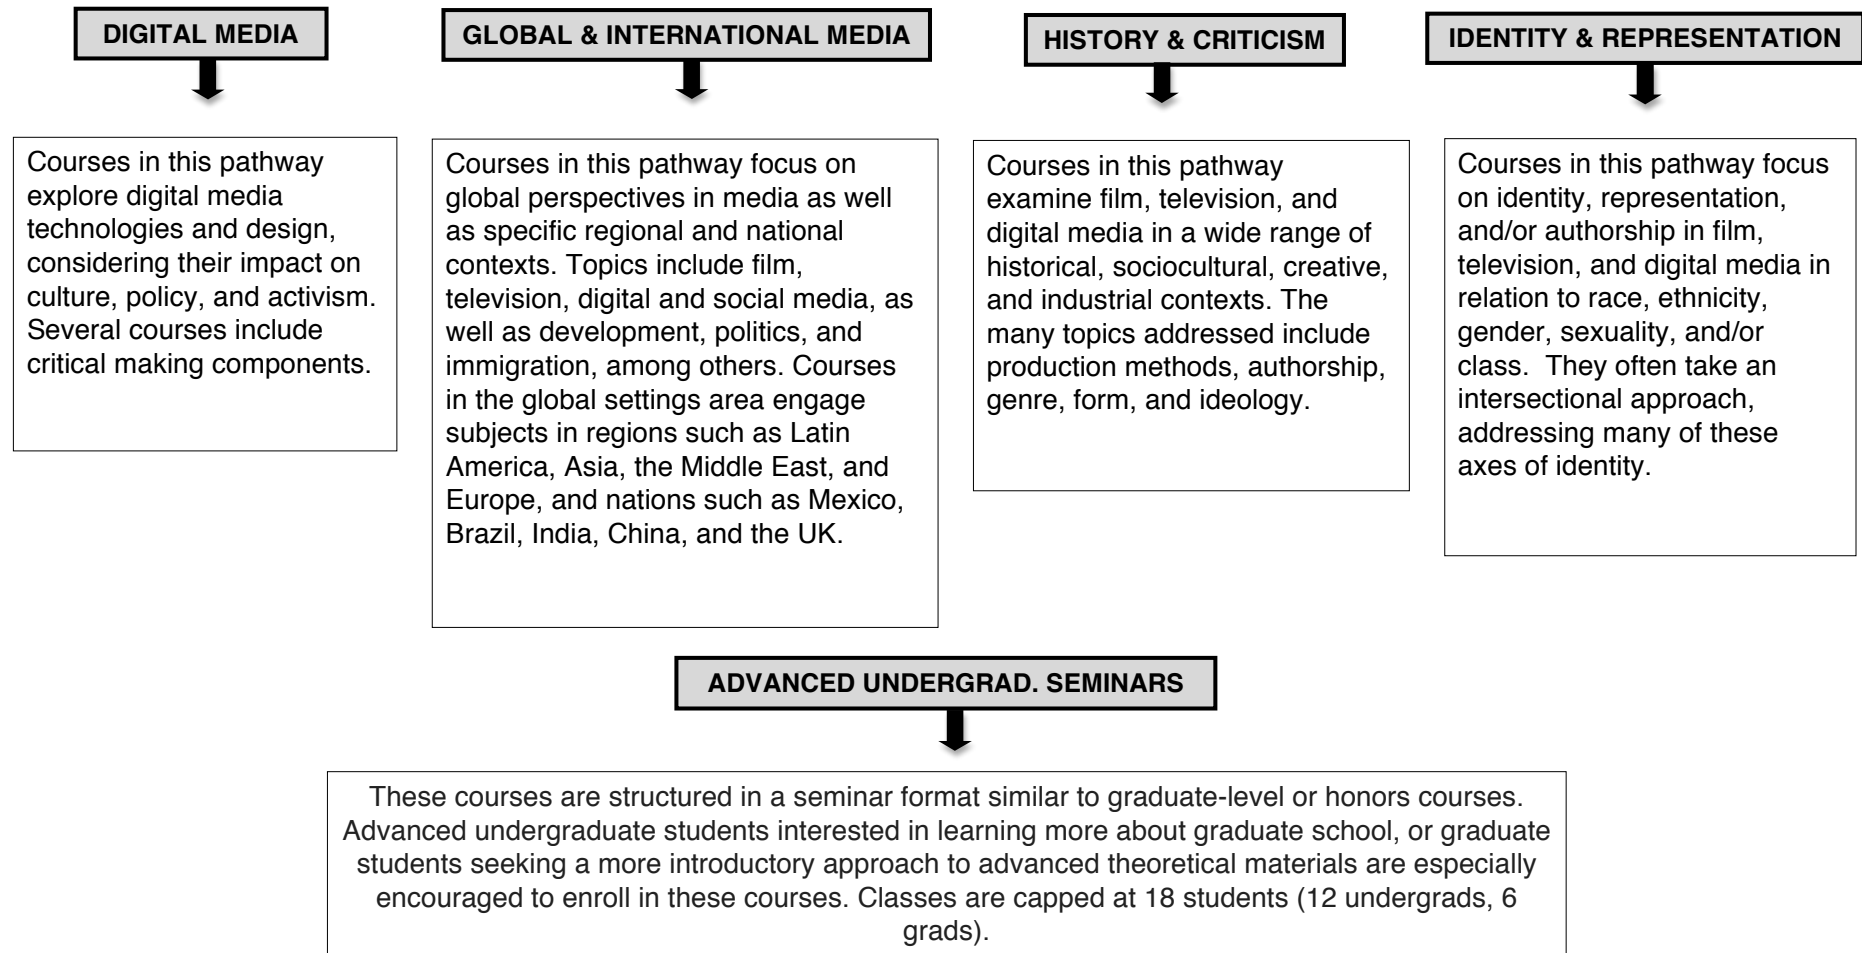 DIGITAL MEDIA
Courses in this pathway
explore digital media
technologies and design,
considering their impact on
culture, policy, and activism.
Several courses include
critical making components.
GLOBAL & INTERNATIONAL MEDIA
Courses in this pathway focus on
global perspectives in media as well
as specific regional and national
contexts. Topics include film,
television, digital and social media, as
well as development, politics, and
immigration, among others. Courses
in the global settings area engage
subjects in regions such as Latin
America, Asia, the Middle East, and
Europe, and nations such as Mexico,
Brazil, India, China, and the UK.
HISTORY & CRITICISM
Courses in this pathway
examine film, television, and
digital media in a wide range of
historical, sociocultural, creative,
and industrial contexts. The
many topics addressed include
production methods, authorship,
genre, form, and ideology.
IDENTITY & REPRESENTATION
Courses in this pathway focus
on identity, representation,
and/or authorship in film,
television, and digital media in
relation to race, ethnicity,
gender, sexuality, and/or
class.  They often take an
intersectional approach,
addressing many of these
axes of identity.
ADVANCED UNDERGRAD. SEMINARS
These courses are structured in a seminar format similar to graduate-level or honors courses.
Advanced undergraduate students interested in learning more about graduate school, or graduate
students seeking a more introductory approach to advanced theoretical materials are especially
encouraged to enroll in these courses. Classes are capped at 18 students (12 undergrads, 6
grads).